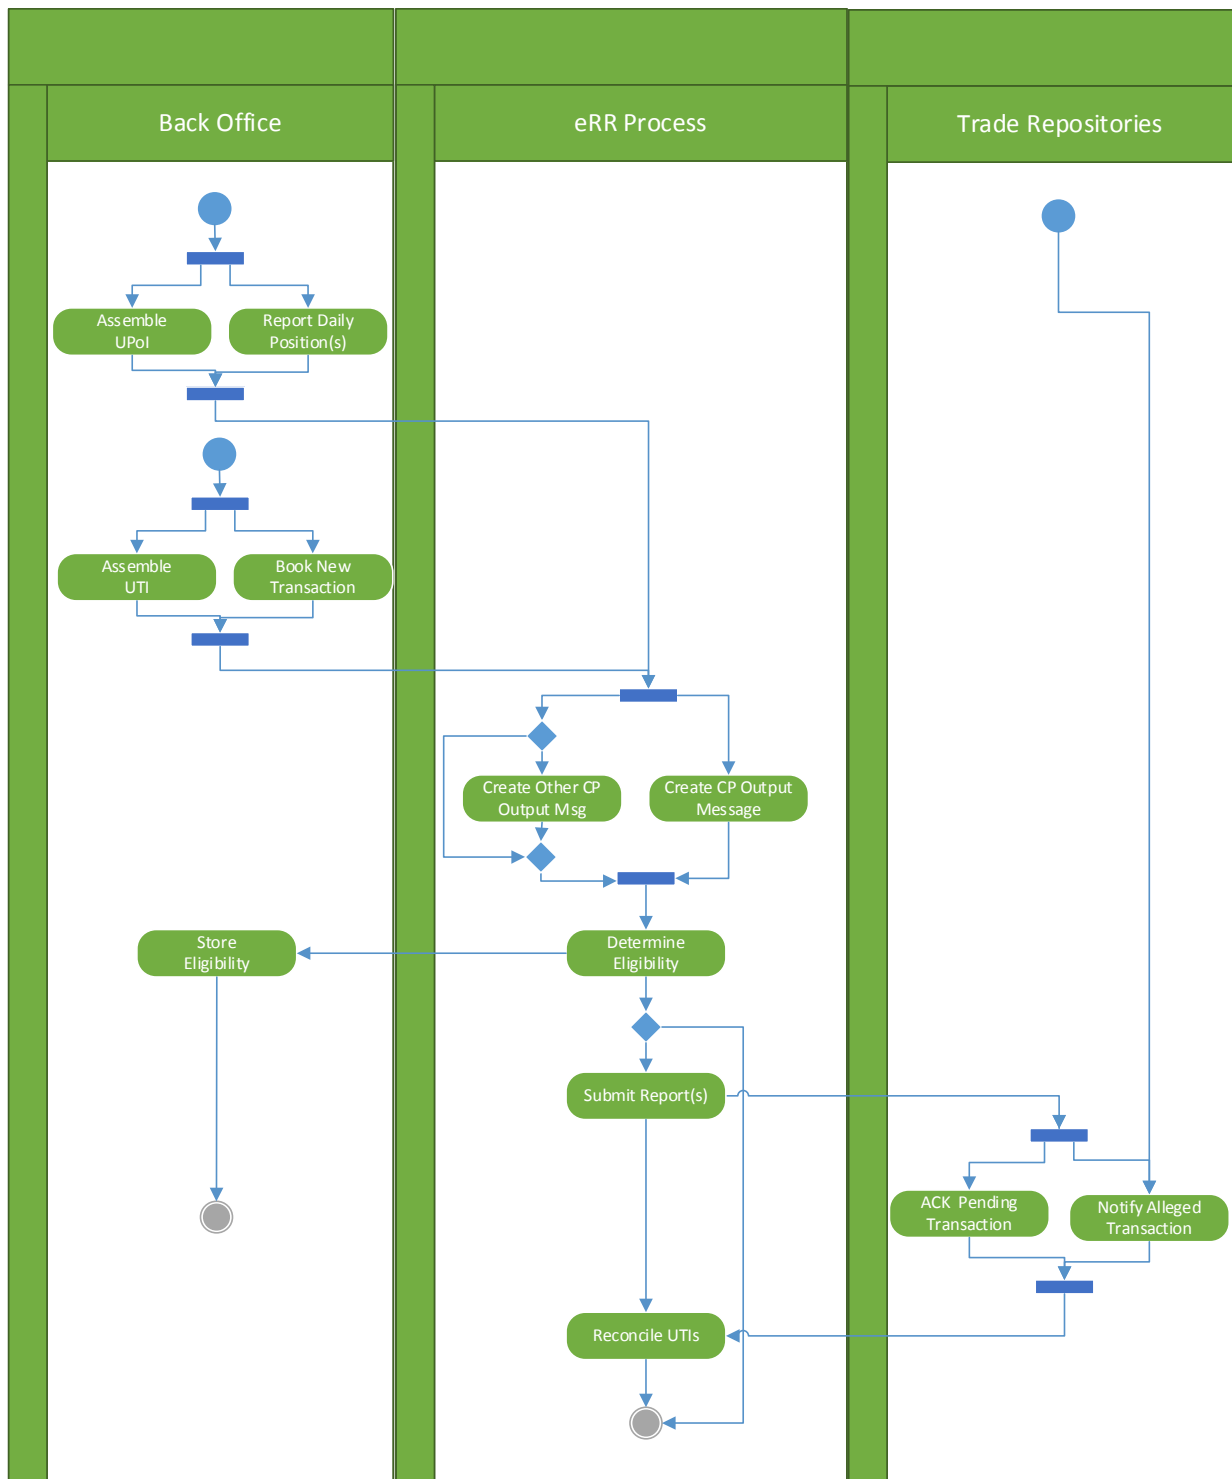 Back Office
eRR Process
Trade Repositories
Assemble
UPoI
Report Daily
Position(s)
Assemble
UTI
Book New
Transaction
Create Other CP
Output Msg
Create CP Output
Message
Store
Eligibility
Determine
Eligibility
Submit Report(s)
ACK Pending
Transaction
Notify Alleged
Transaction
Reconcile UTIs